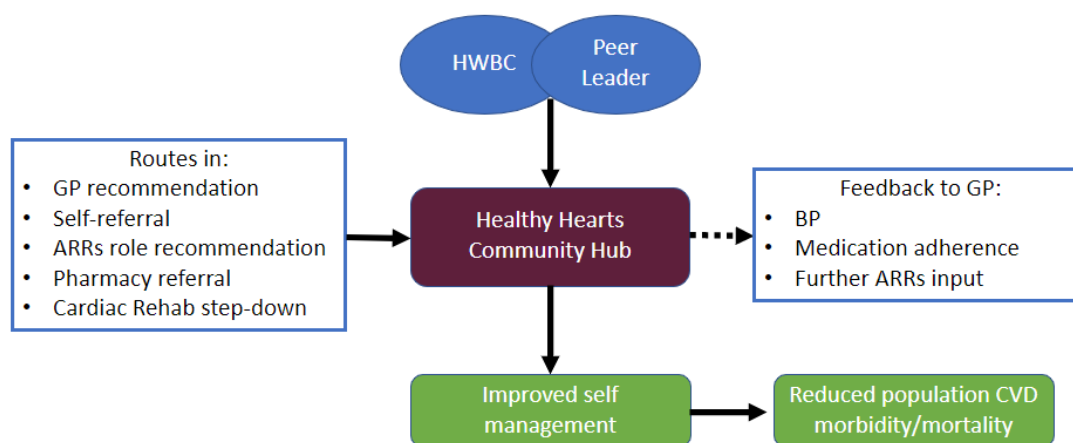 HWBC
Peer
Leader
Routes in:
• GP recommendation
• Self-referral
• ARRs role recommendation
• Pharmacy referral
• Cardiac Rehab step-down
Healthy Hearts
Community Hub
Feedback to GP:
• BP
• Medication adherence
• Further ARRs input
Improved self
management
Reduced population CVD
morbidity/mortality